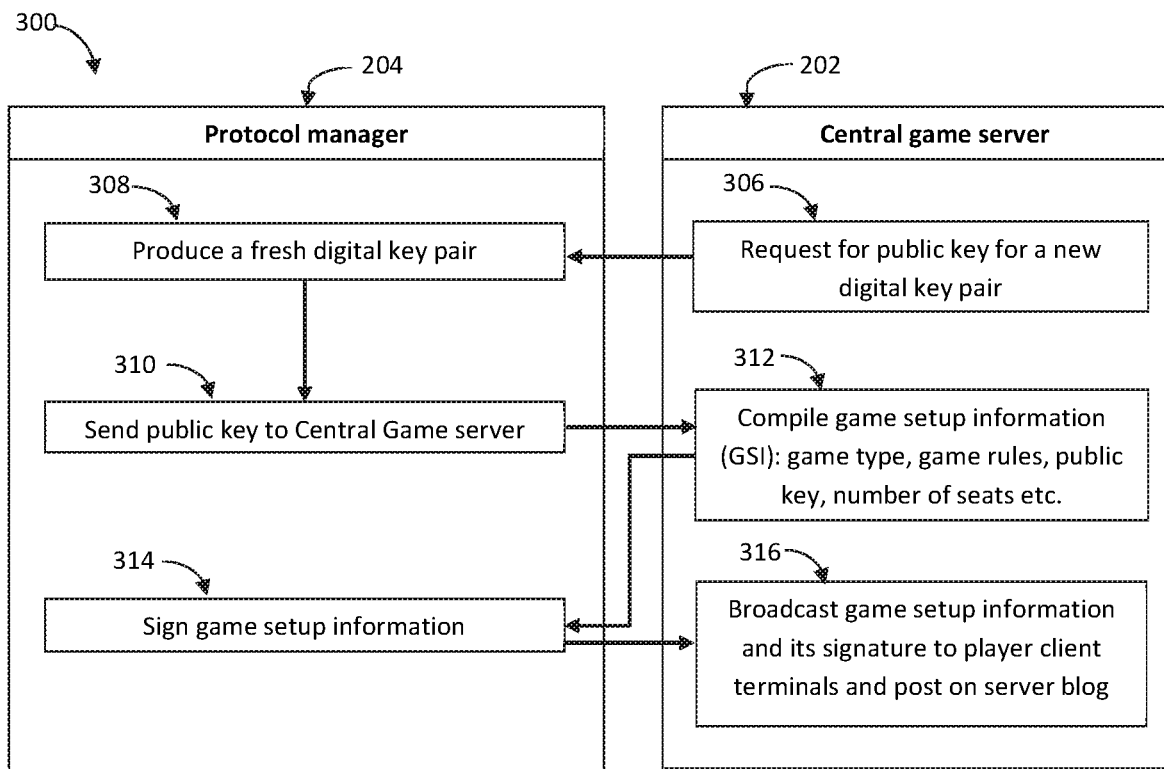 300
204
202
Protocol manager
Central game server
308
306
Produce a fresh digital key pair
Request for public key for a new
digital key pair
310
312
Send public key to Central Game server
Compile game setup information
(GSI): game type, game rules, public
key, number of seats etc.
314
316
Sign game setup information
Broadcast game setup information
and its signature to player client
terminals and post on server blog